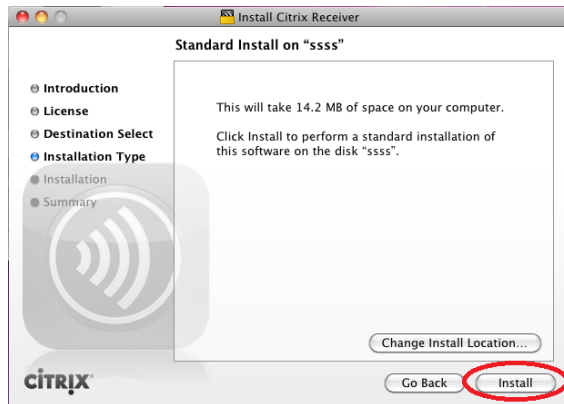 Install Citrix Receiver
Standard Install on “ssss”
Introduction
License
Destination Select
Installation Type
Installation
Summary
This will take 14.2 MB of space on your computer.
Click Install to perform a standard installation of
this software on the disk “ssss”.
Change Install Location...
CITRIX
Go Back
Install